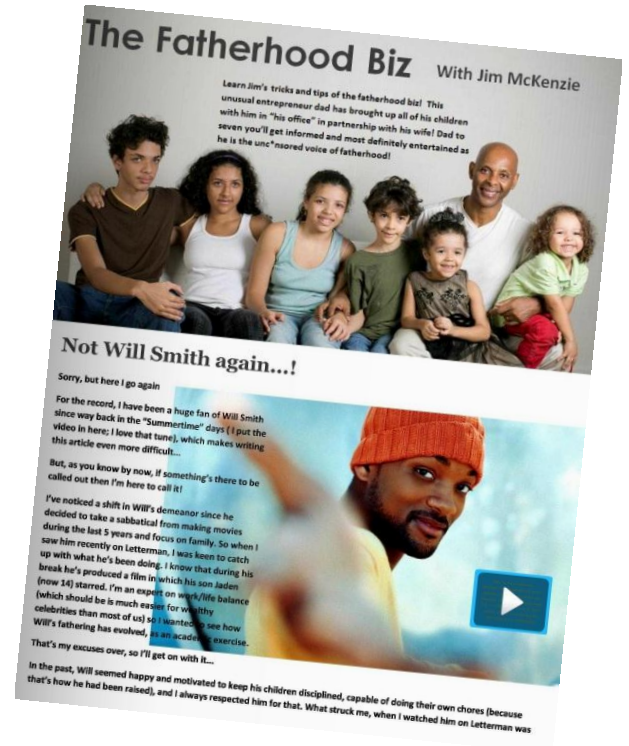 The Fatherhood Biz
With Jim McKenzie
Learn Jim's tricks and tips of the fatherhood biz! This
unusual entrepreneur dad has brought up all of his children
with him in "his office" in partnership with his wife! Dad to
seven you'll get informed and most definitely entertained as
he is the unc*nsored voice of fatherhood!
Not Will Smith again...!
Sorry, but here I go again
For the record, I have been a huge fan of Will Smith
since way back in the "Summertime" days ( I put the
video in here; I love that tune), which makes writing
this article even more difficult...
But, as you know by now, if something's there to be
called out then I'm here to call it!
I've noticed a shift in Will's demeanor since he
decided to take a sabbatical from making movies
during the last 5 years and focus on family. So when I
saw him recently on Letterman, I was keen to catch
up with what he's been doing. I know that during his
break he's produced a film in which his son Jaden
(now 14) starred. I'm an expert on work/life balance
(which should be is much easier for wealthy
celebrities than most of us) so I wanted to see how
Will's fathering has evolved, as an academic exercise.
That's my excuses over, so I'll get on with it...
In the past, Will seemed happy and motivated to keep his children disciplined, capable of doing their own chores (because
that's how he had been raised), and I always respected him for that. What struck me, when I watched him on Letterman was